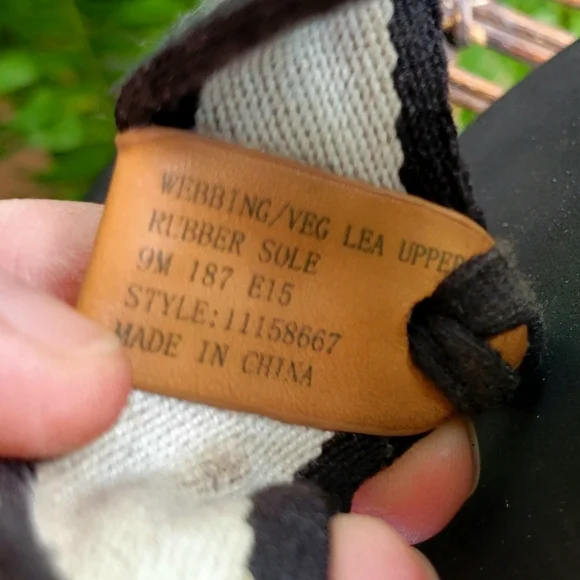 WEBBING/VEG LEA UPPER
RUBBER SOLE
9M 187 E15
STYLE:11158667
MADE IN CHINA